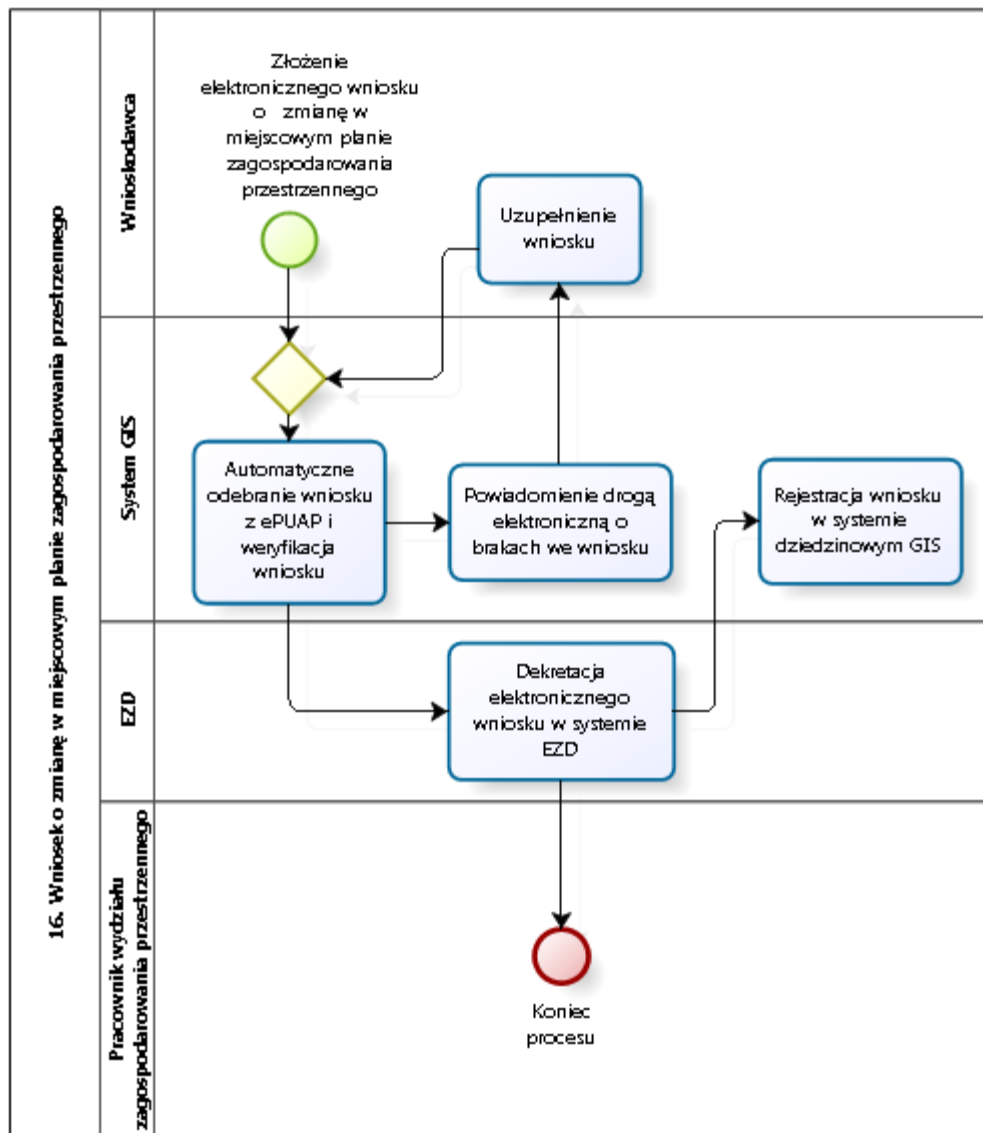 16. Wniosek o zmianę w miejscowym planie zagospodarowania przestrzennego
Wnioskodawca
Złożenie
elektronicznego wniosku
o zmianę w
miejscowym planie
zagospodarowania
przestrzennego
Uzupełnienie
wniosku
System GIS
Automatyczne
odebranie wniosku
z ePUAP i
weryfikacja
wniosku
Powiadomienie drogą
elektroniczną o
brakach we wniosku
Rejestracja wniosku
w systemie
dziedzinowym GIS
EZD
Dekretacja
elektronicznego
wniosku w systemie
EZD
Pracownik wydziału
zagospodarowania przestrzennego
Koniec
procesu